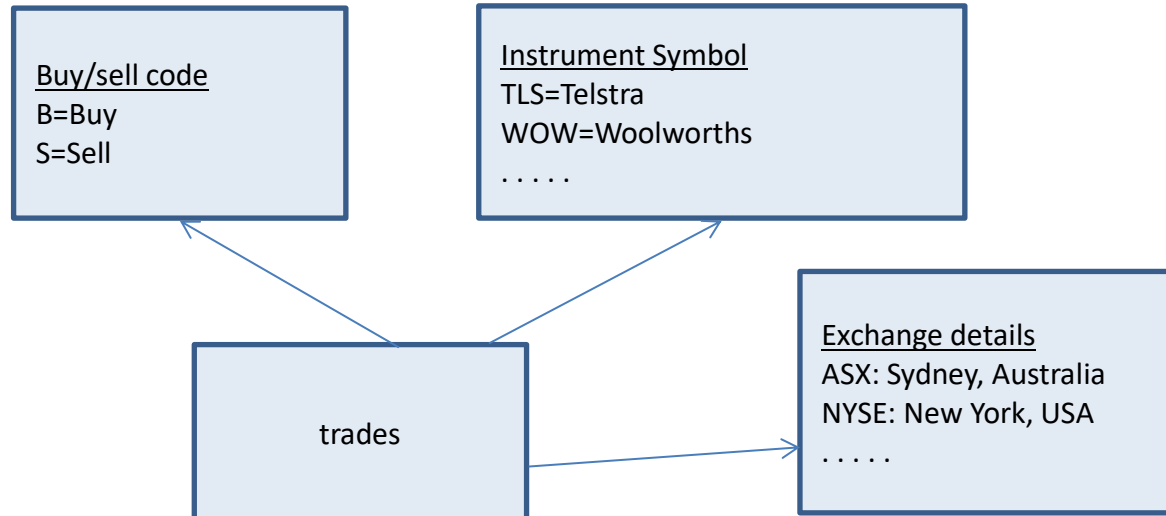 Buy/sell code
B=Buy
S=Sell
Instrument Symbol
TLS=Telstra
WOW=Woolworths
. . . . .
trades
Exchange details
ASX: Sydney, Australia
NYSE: New York, USA
. . . . .